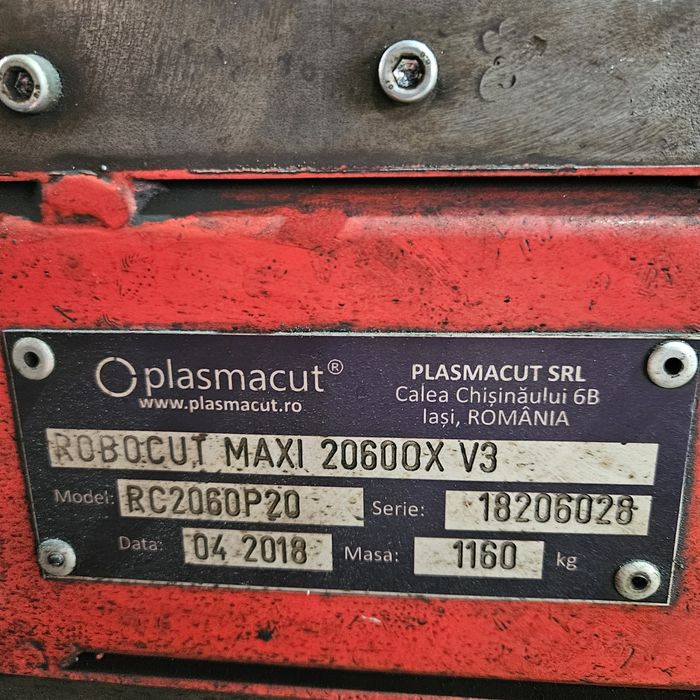 plasmacut®
www.plasmacut.ro
PLASMACUT SRL
Calea Chișinăului 6B
Iași, ROMÂNIA
ROBOCUT MAXI 20600X V3
Model: RC2060P20 Serie: 18206028
Data: 04 2018 Masa: 1160 kg